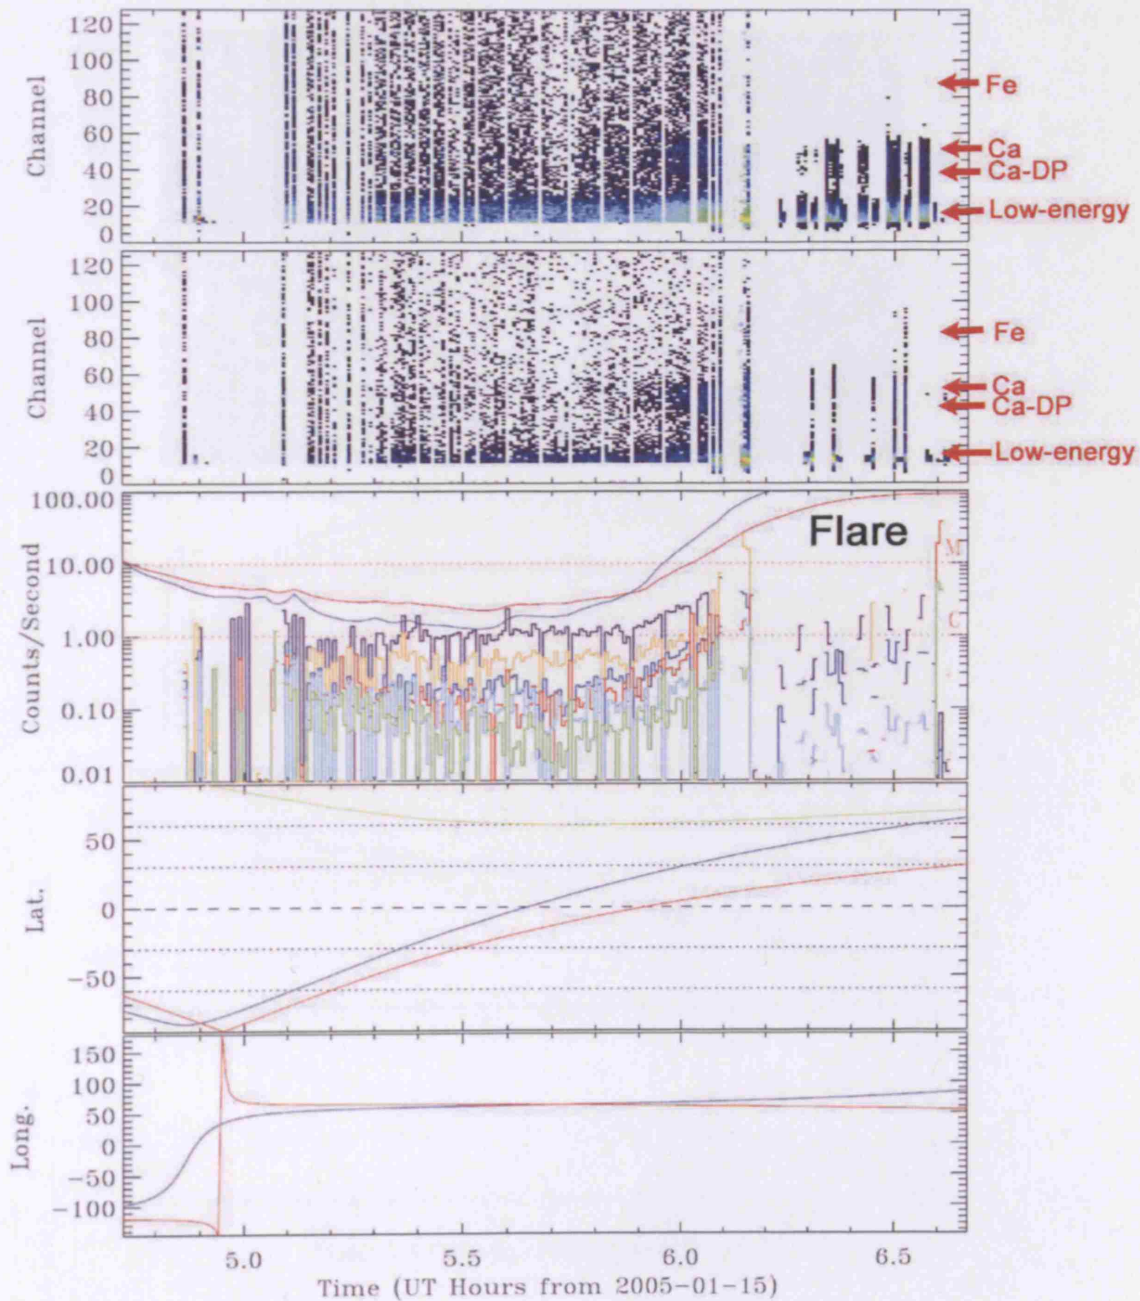 120
100
80
60
40
20
0
Channel
Fe
Ca
Ca-DP
Low-energy
120
100
80
60
40
20
0
Channel
Fe
Ca
Ca-DP
Low-energy
100.00
10.00
1.00
0.10
0.01
Counts/Second
Flare
M
C
50
0
-50
Lat.
150
100
50
0
-50
-100
Long.
5.0 5.5 6.0 6.5
Time (UT Hours from 2005-01-15)